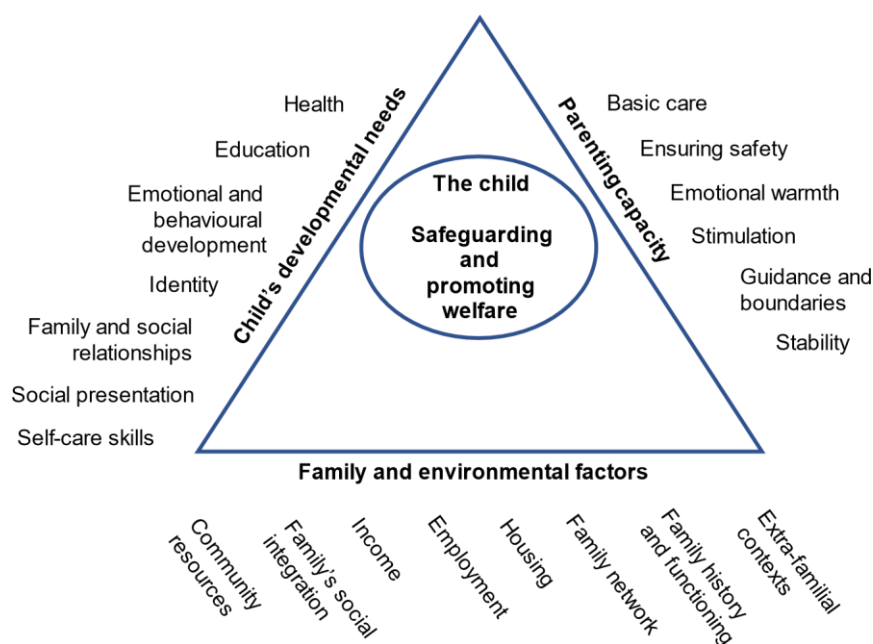 Health
Education
Emotional and
behavioural
development
Identity
Family and social
relationships
Social presentation
Self-care skills
Child's developmental needs
The child
Safeguarding
and
promoting
welfare
Parenting capacity
Basic care
Ensuring safety
Emotional warmth
Stimulation
Guidance and
boundaries
Stability
Family and environmental factors
Community
resources
Family's social
integration
Income
Employment
Housing
Family network
Family history
and functioning
Extra-familial
contexts